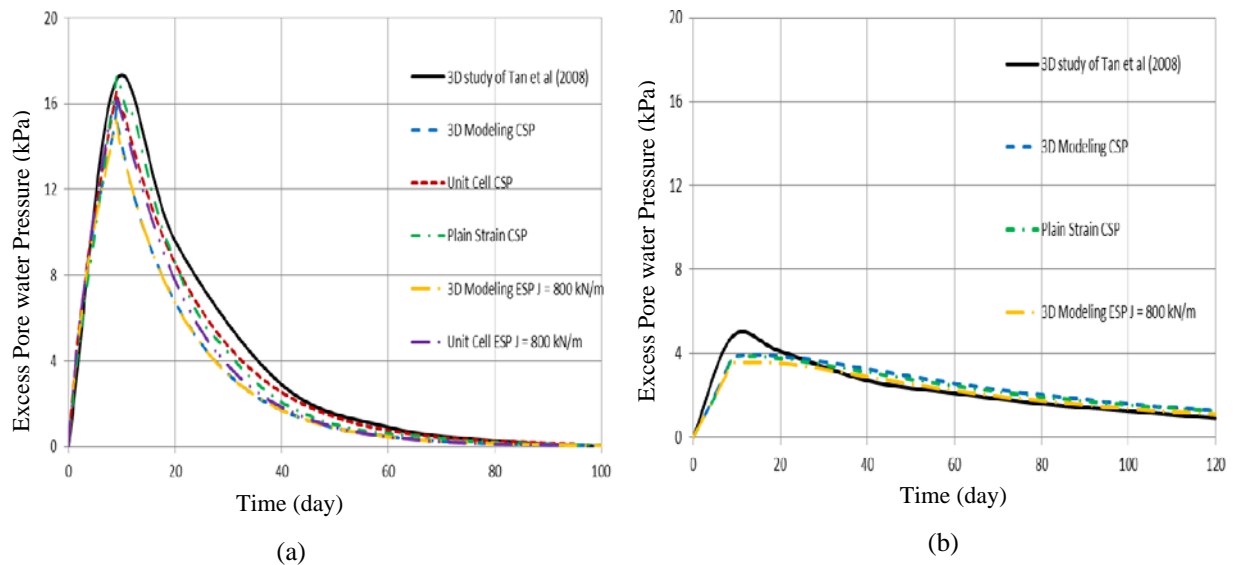 (a)
20
16
12
8
4
0
0 20 40 60 80 100
Excess Pore water Pressure (kPa)
Time (day)
3D study of Tan et al (2008)
3D Modeling CSP
Unit Cell CSP
Plain Strain CSP
3D Modeling ESP J = 800 kN/m
Unit Cell ESP J = 800 kN/m
(b)
20
16
12
8
4
0
0 20 40 60 80 100 120
Excess Pore water Pressure (kPa)
Time (day)
3D study of Tan et al (2008)
3D Modeling CSP
Plain Strain CSP
3D Modeling ESP J = 800 kN/m